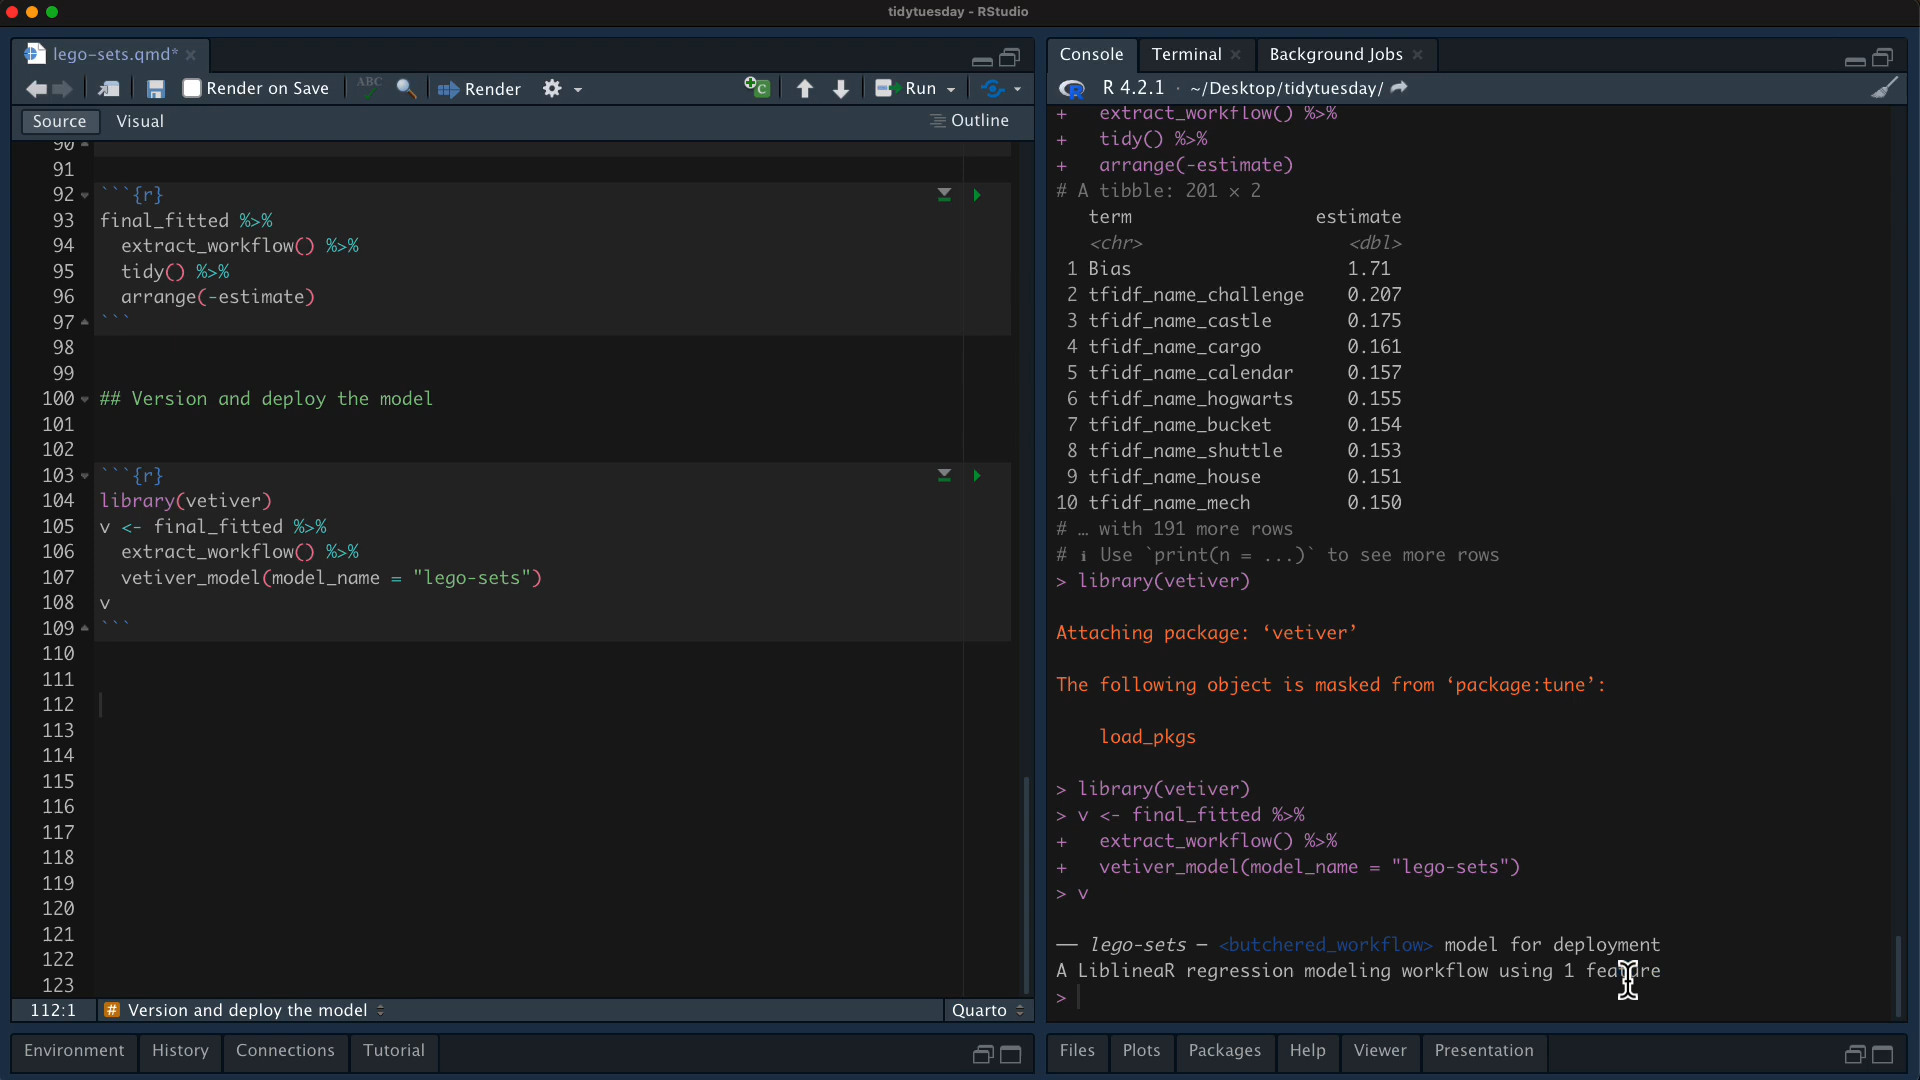 tidytuesday - RStudio
lego-sets.qmd*
Render on Save
ABC
Render
Run
Source
Visual
Outline
90
91
92 ```{r}
93 final_fitted %>%
94   extract_workflow() %>%
95   tidy() %>%
96   arrange(-estimate)
97 ```
98
99
100 ## Version and deploy the model
101
102
103 ```{r}
104 library(vetiver)
105 v <- final_fitted %>%
106   extract_workflow() %>%
107   vetiver_model(model_name = "lego-sets")
108 v
109 ```
110
111
112
113
114
115
116
117
118
119
120
121
122
123
112:1 # Version and deploy the model
Quarto
Environment
History
Connections
Tutorial
Console
Terminal
Background Jobs
R 4.2.1 · ~/Desktop/tidytuesday/
+   extract_workflow() %>%
+   tidy() %>%
+   arrange(-estimate)
# A tibble: 201 × 2
term estimate
<chr> <dbl>
1 Bias 1.71
2 tfidf_name_challenge 0.207
3 tfidf_name_castle 0.175
4 tfidf_name_cargo 0.161
5 tfidf_name_calendar 0.157
6 tfidf_name_hogwarts 0.155
7 tfidf_name_bucket 0.154
8 tfidf_name_shuttle 0.153
9 tfidf_name_house 0.151
10 tfidf_name_mech 0.150
# … with 191 more rows
# ℹ Use `print(n = ...)` to see more rows
> library(vetiver)
Attaching package: ‘vetiver’
The following object is masked from ‘package:tune’:
load_pkgs
> library(vetiver)
> v <- final_fitted %>%
+   extract_workflow() %>%
+   vetiver_model(model_name = "lego-sets")
> v
── lego-sets ─ <butchered_workflow> model for deployment
A LiblineaR regression modeling workflow using 1 feature
>
Files
Plots
Packages
Help
Viewer
Presentation